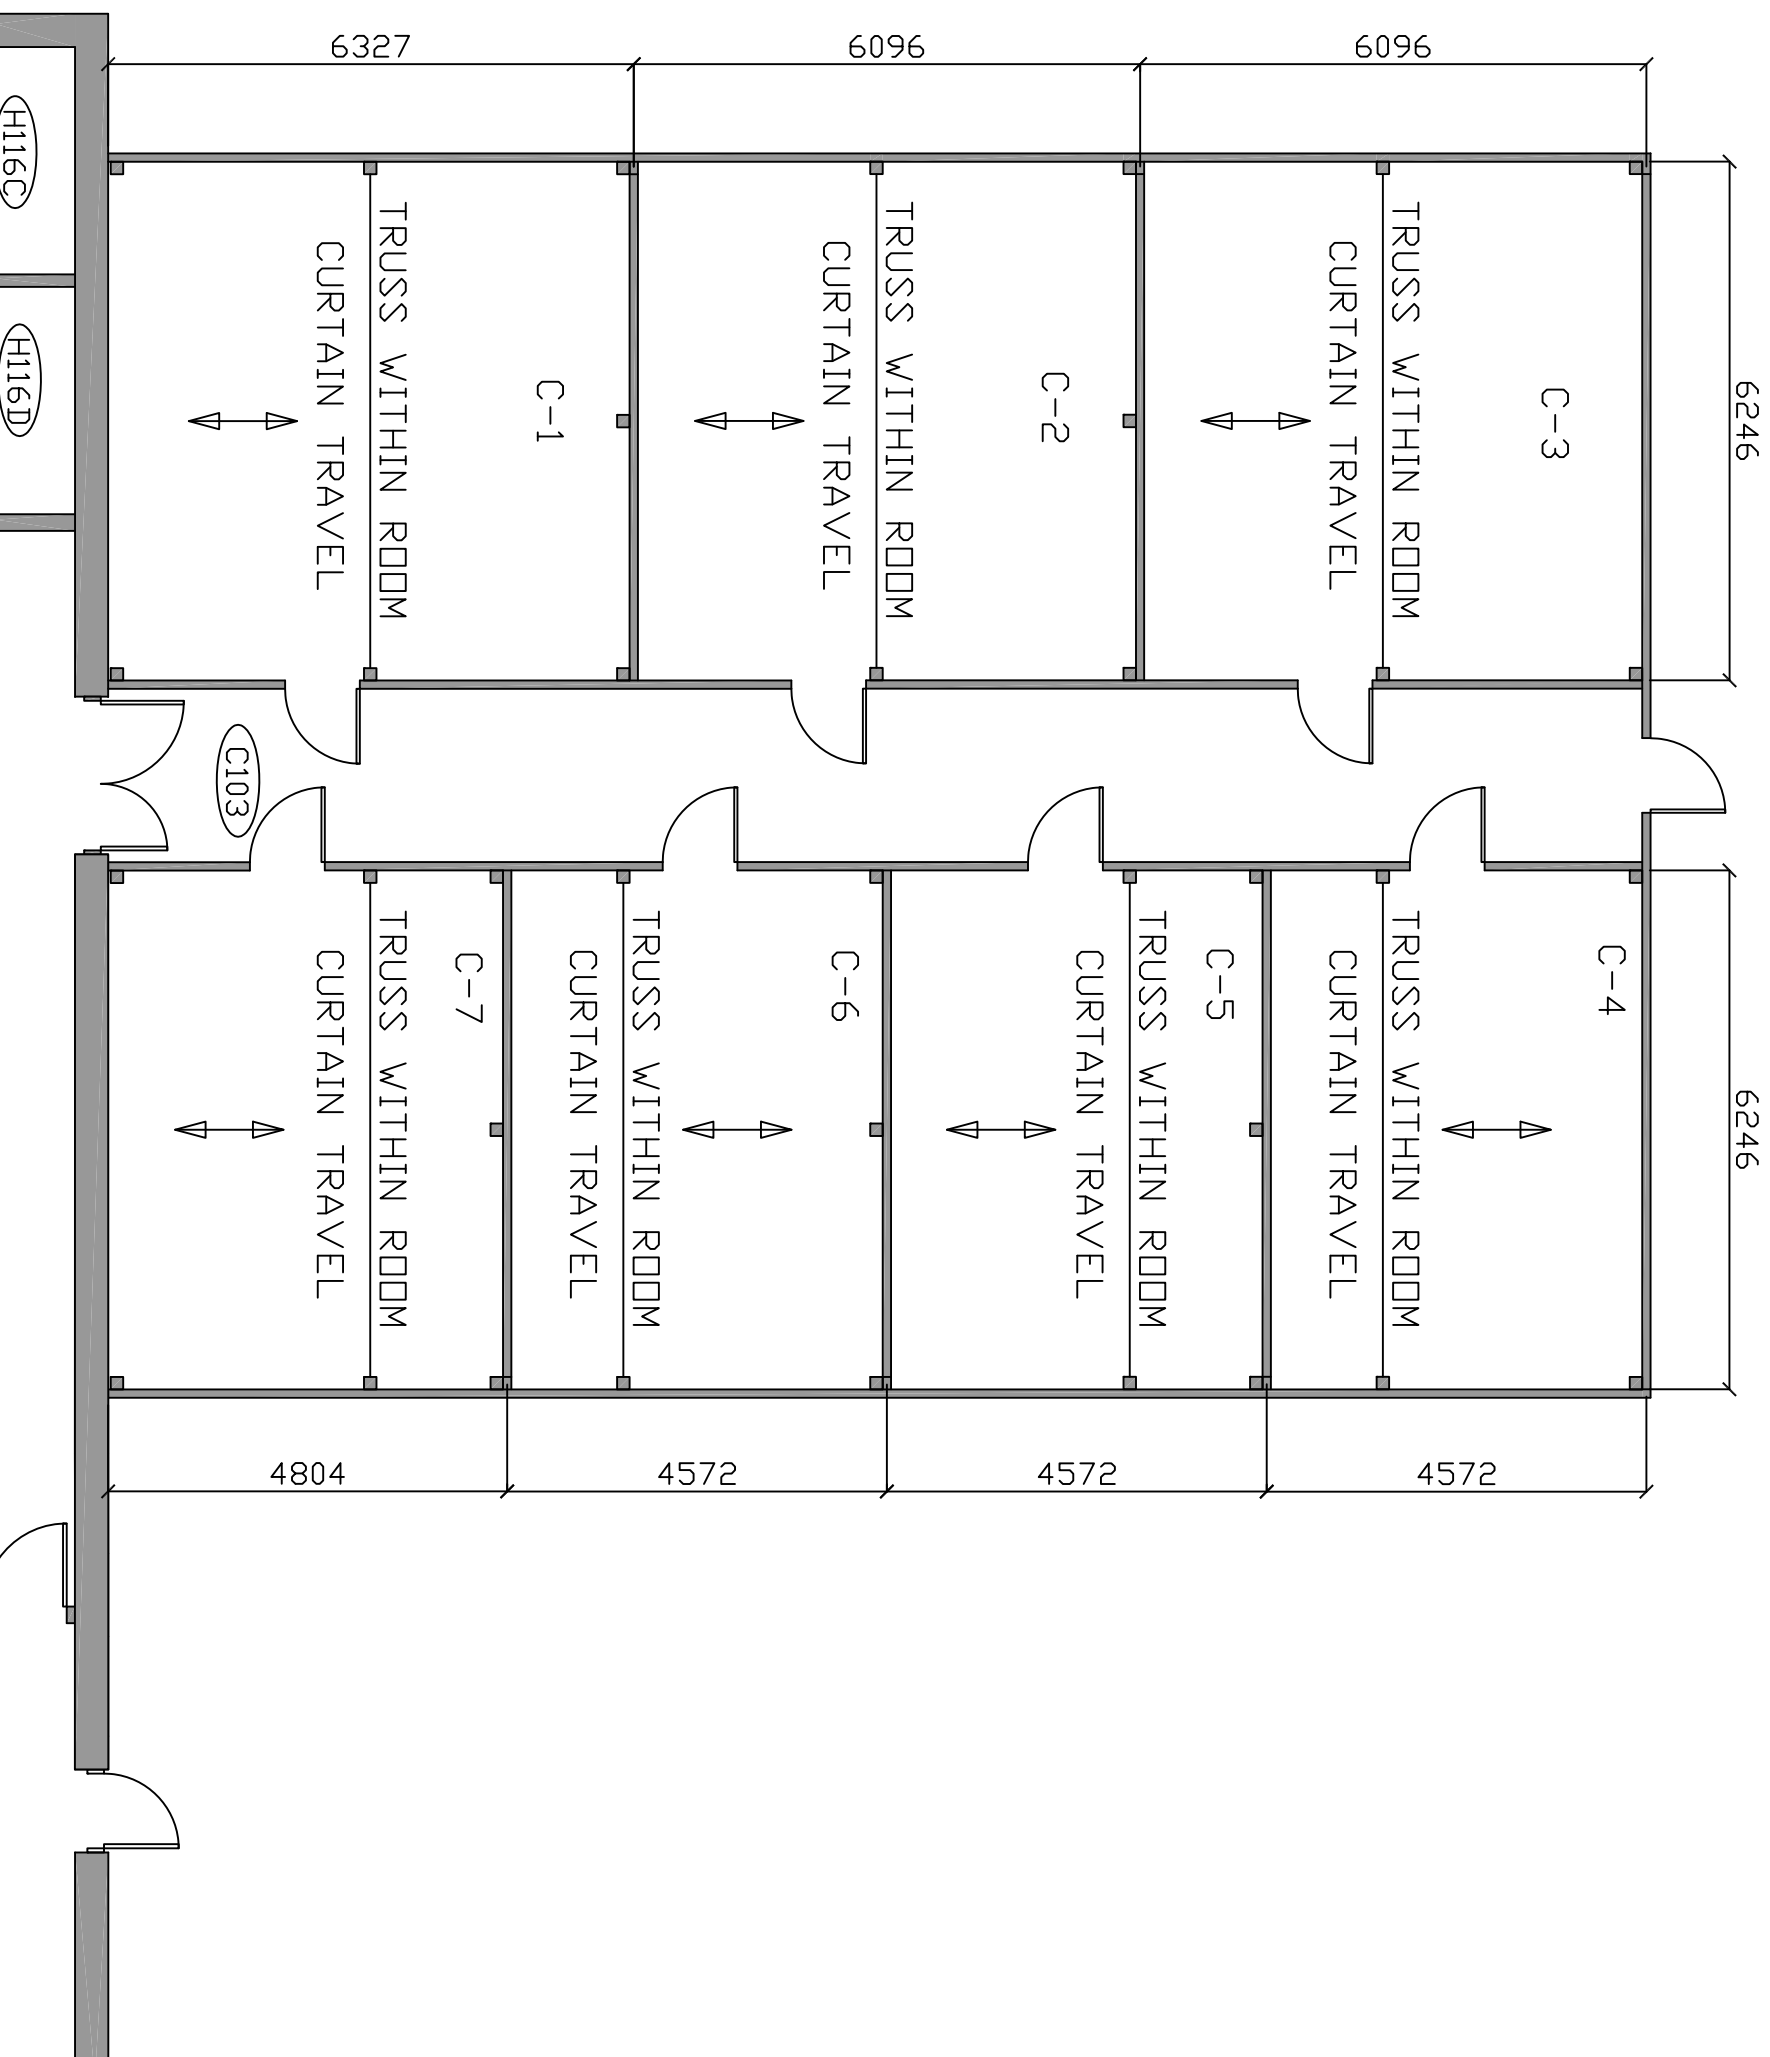 6327
6096
6096
6246
H116C
H116D
TRUSS WITHIN ROOM
CURTAIN TRAVEL
C-1
TRUSS WITHIN ROOM
CURTAIN TRAVEL
C-2
TRUSS WITHIN ROOM
CURTAIN TRAVEL
C-3
C103
TRUSS WITHIN ROOM
CURTAIN TRAVEL
C-7
TRUSS WITHIN ROOM
CURTAIN TRAVEL
C-6
TRUSS WITHIN ROOM
CURTAIN TRAVEL
C-5
TRUSS WITHIN ROOM
CURTAIN TRAVEL
C-4
6246
4804
4572
4572
4572